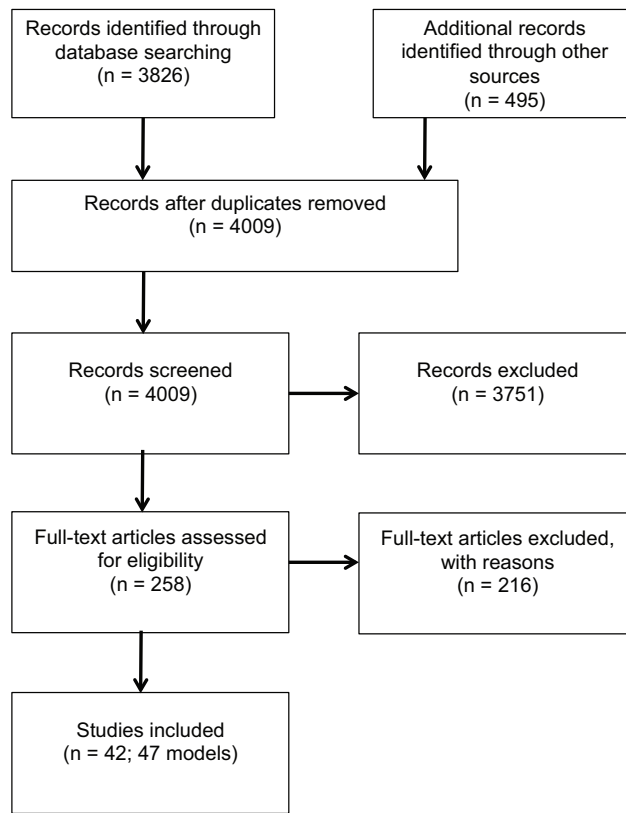 Records identified through
database searching
(n = 3826)
Additional records
identified through other
sources
(n = 495)
Records after duplicates removed
(n = 4009)
Records screened
(n = 4009)
Records excluded
(n = 3751)
Full-text articles assessed
for eligibility
(n = 258)
Full-text articles excluded,
with reasons
(n = 216)
Studies included
(n = 42; 47 models)